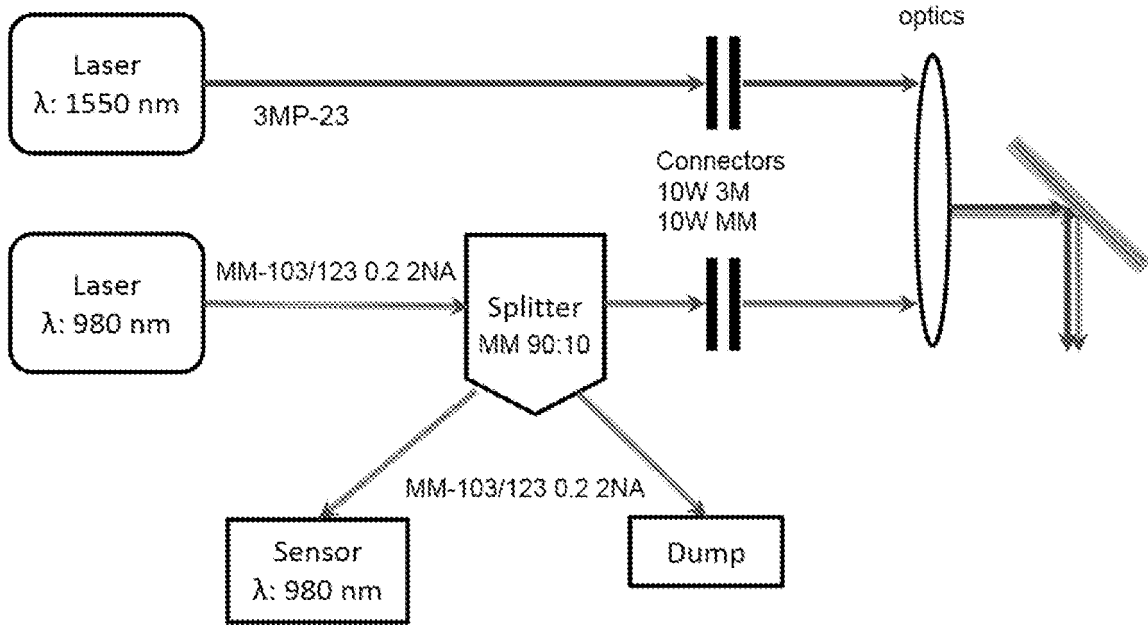 optics
Laser
λ: 1550 nm
3MP-23
Connectors
10W 3M
10W MM
Laser
λ: 980 nm
MM-103/123 0.2 2NA
Splitter
MM 90:10
MM-103/123 0.2 2NA
Sensor
λ: 980 nm
Dump